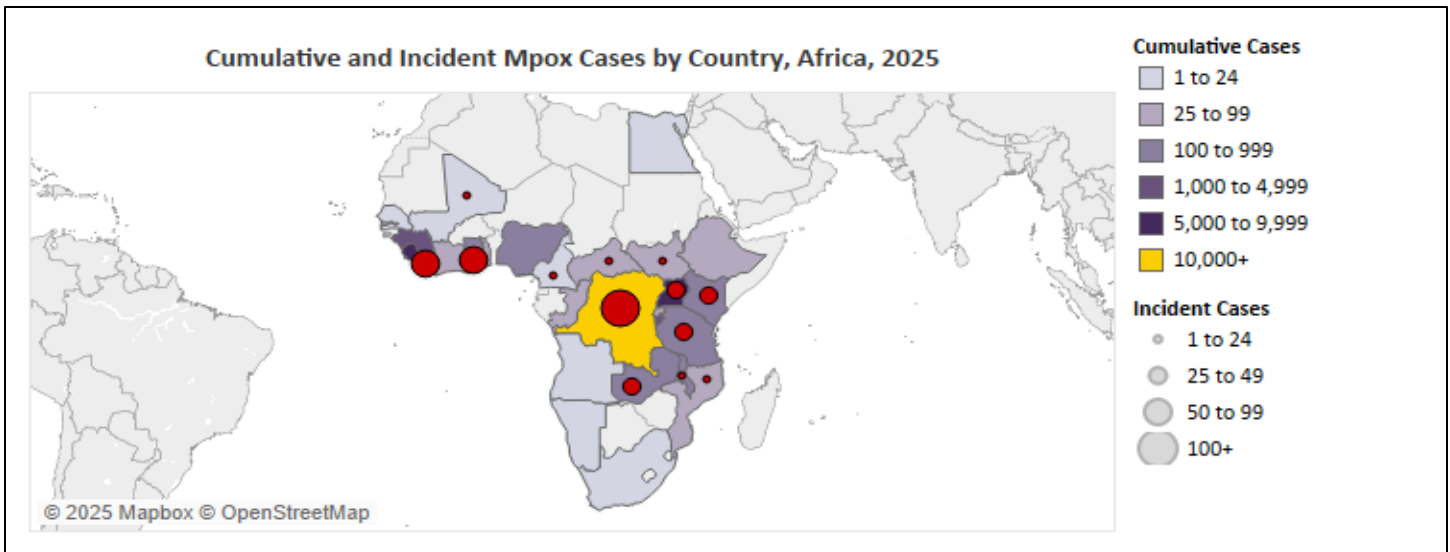 Cumulative and Incident Mpox Cases by Country, Africa, 2025
Cumulative Cases
1 to 24
25 to 99
100 to 999
1,000 to 4,999
5,000 to 9,999
10,000+
Incident Cases
1 to 24
25 to 49
50 to 99
100+
© 2025 Mapbox © OpenStreetMap